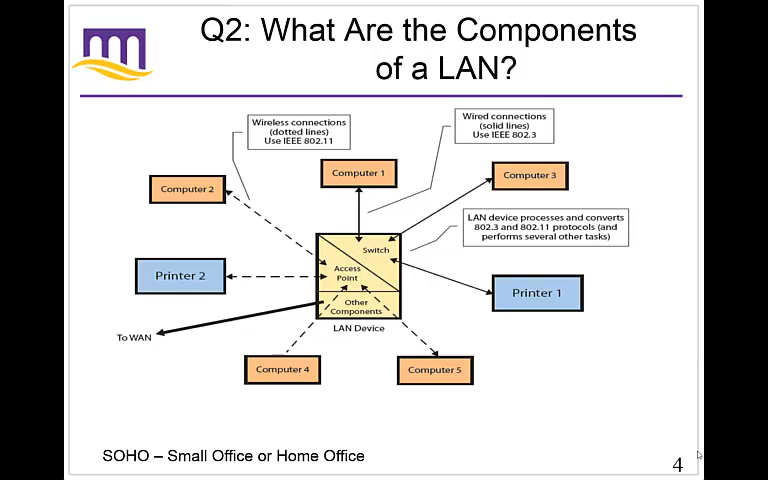 Q2: What Are the Components
of a LAN?
Wireless connections
(dotted lines)
Use IEEE 802.11
Wired connections
(solid lines)
Use IEEE 802.3
Computer 1
Computer 3
Computer 2
LAN device processes and converts
802.3 and 802.11 protocols (and
performs several other tasks)
Switch
Access
Point
Printer 2
Printer 1
Other
Components
LAN Device
To WAN
Computer 4
Computer 5
SOHO – Small Office or Home Office
4